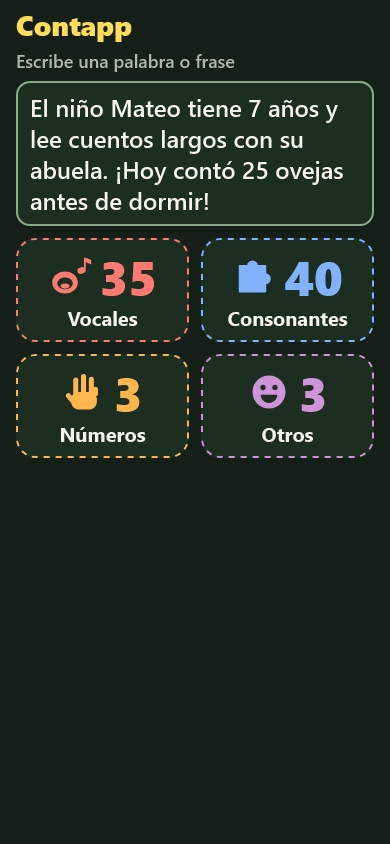 Contapp
Escribe una palabra o frase
El niño Mateo tiene 7 años y
lee cuentos largos con su
abuela. ¡Hoy contó 25 ovejas
antes de dormir!
35
Vocales
40
Consonantes
3
Números
3
Otros